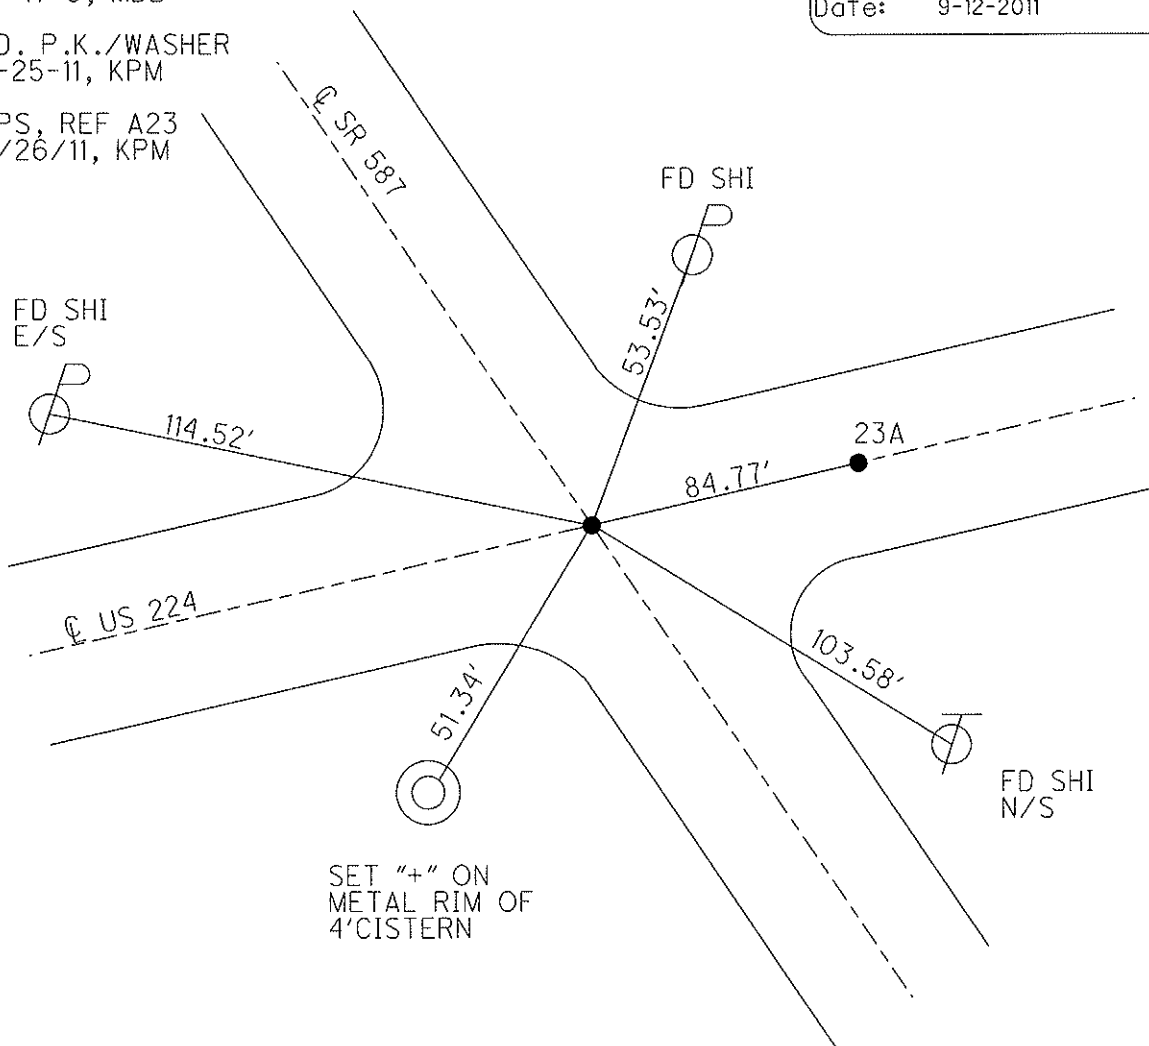 Date: 9-12-2011
D. P.K./WASHER
-25-11, KPM
PS, REF A23
/26/11, KPM
℄ SR 587
FD SHI
FD SHI
E/S
53.53'
114.52'
23A
84.77'
℄ US 224
103.58'
51.34'
FD SHI
N/S
SET "+" ON
METAL RIM OF
4'CISTERN